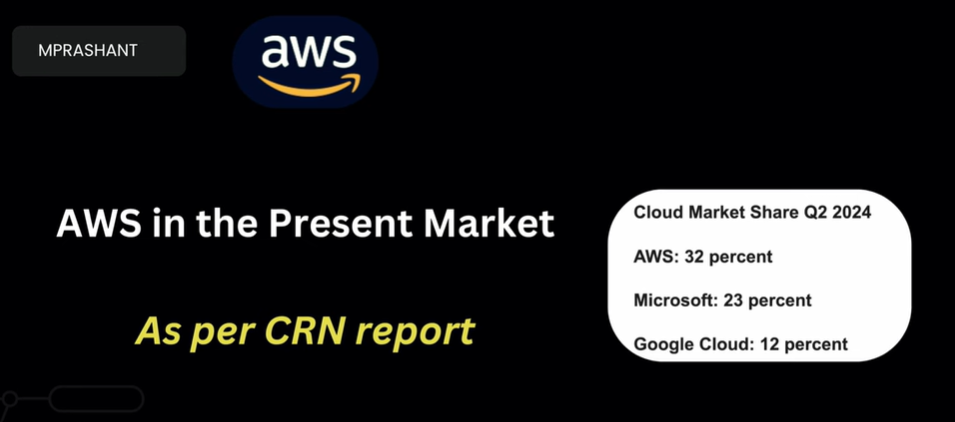 MPRASHANT
aws
AWS in the Present Market
As per CRN report
Cloud Market Share Q2 2024
AWS: 32 percent
Microsoft: 23 percent
Google Cloud: 12 percent